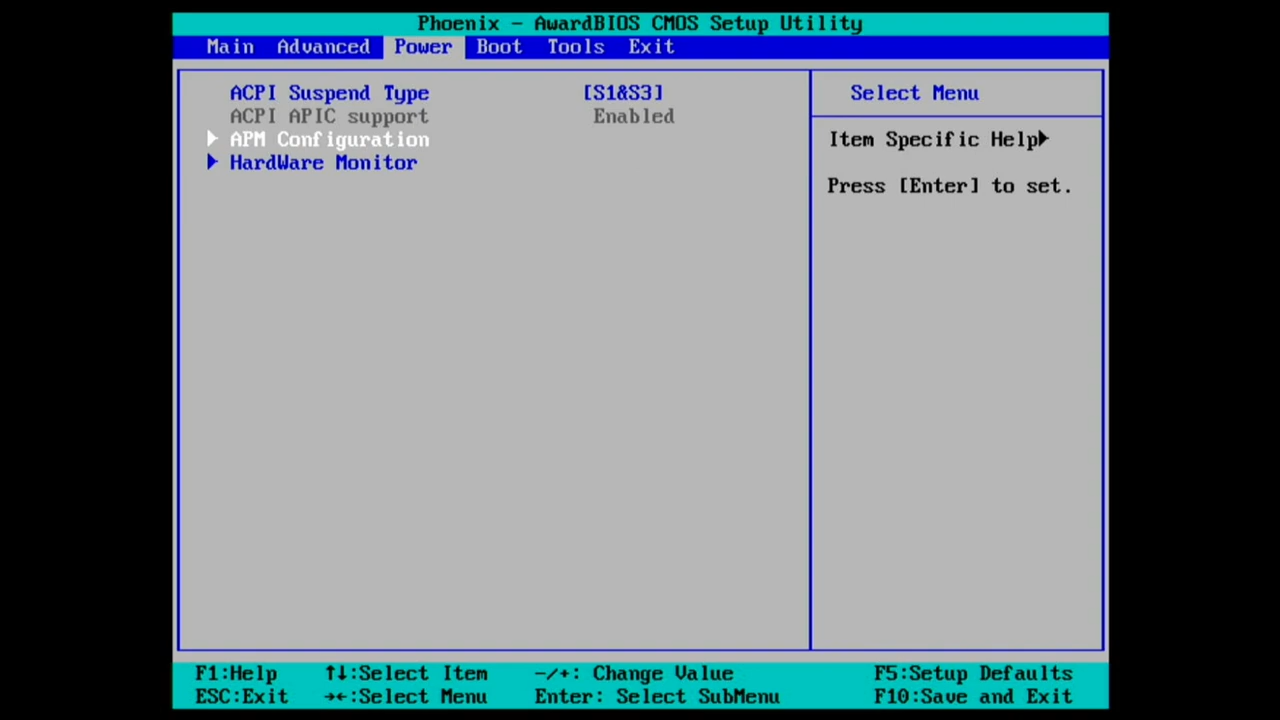 Phoenix - AwardBIOS CMOS Setup Utility
Main Advanced Power Boot Tools Exit
ACPI Suspend Type [S1&S3]
ACPI APIC support Enabled
APM Configuration
HardWare Monitor
Select Menu
Item Specific Help
Press [Enter] to set.
F1:Help ↑↓:Select Item -/+: Change Value F5:Setup Defaults
ESC:Exit →←:Select Menu Enter: Select SubMenu F10:Save and Exit